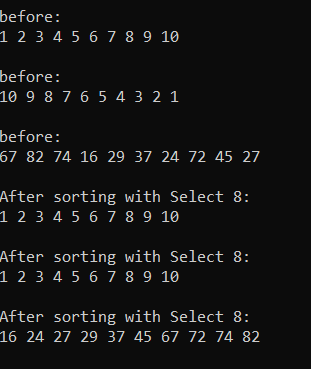 before:
1 2 3 4 5 6 7 8 9 10
before:
10 9 8 7 6 5 4 3 2 1
before:
67 82 74 16 29 37 24 72 45 27
After sorting with Select 8:
1 2 3 4 5 6 7 8 9 10
After sorting with Select 8:
1 2 3 4 5 6 7 8 9 10
After sorting with Select 8:
16 24 27 29 37 45 67 72 74 82